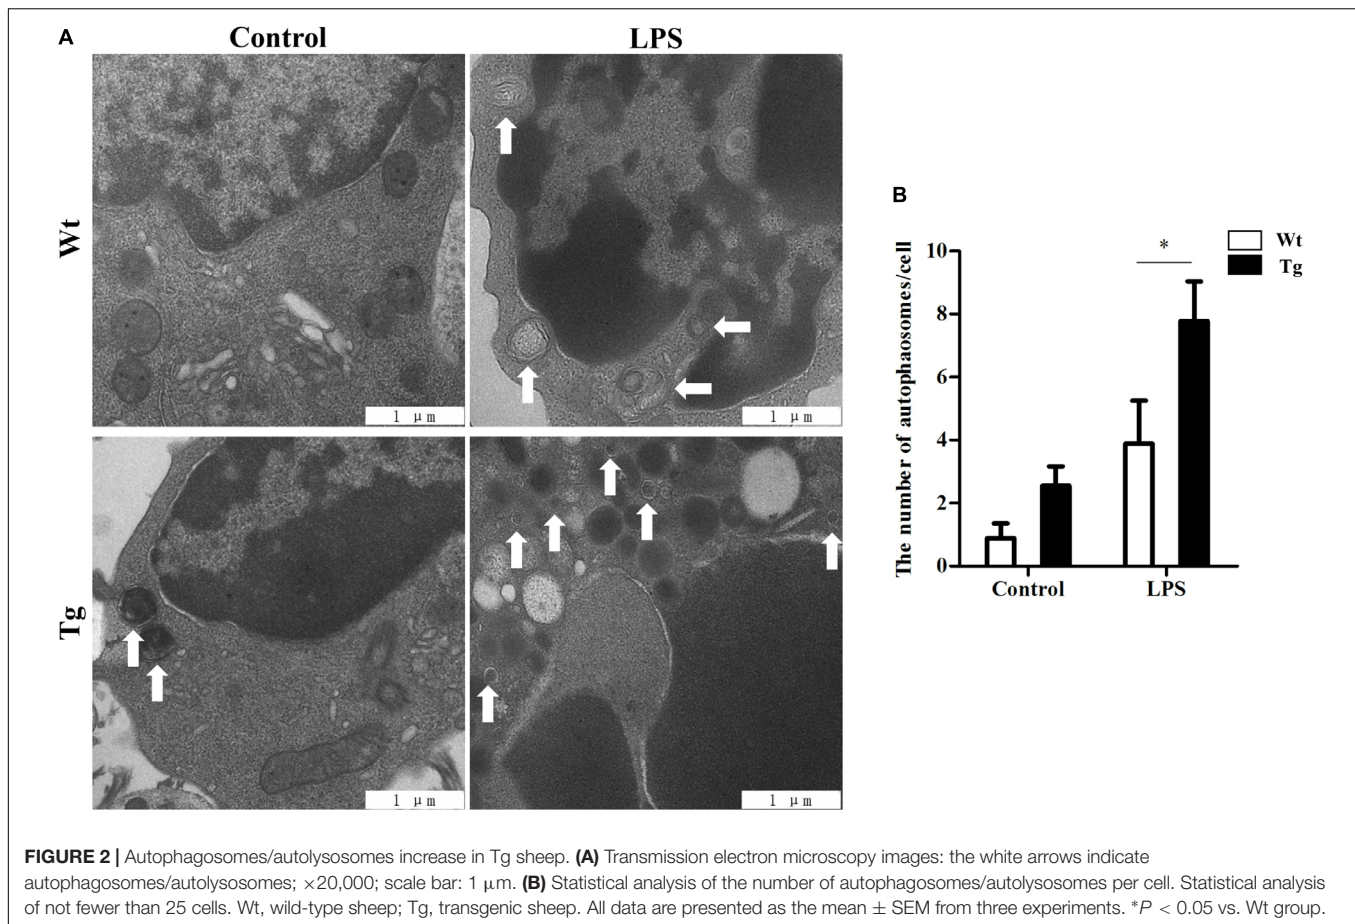 A
Control
LPS
Wt
1 μm
1 μm
Tg
1 μm
1 μm
B
The number of autophaosomes/cell
10
8
6
4
2
0
*
Wt
Tg
Control
LPS
FIGURE 2 | Autophagosomes/autolysosomes increase in Tg sheep. (A) Transmission electron microscopy images: the white arrows indicate
autophagosomes/autolysosomes; ×20,000; scale bar: 1 μm. (B) Statistical analysis of the number of autophagosomes/autolysosomes per cell. Statistical analysis
of not fewer than 25 cells. Wt, wild-type sheep; Tg, transgenic sheep. All data are presented as the mean ± SEM from three experiments. *P < 0.05 vs. Wt group.